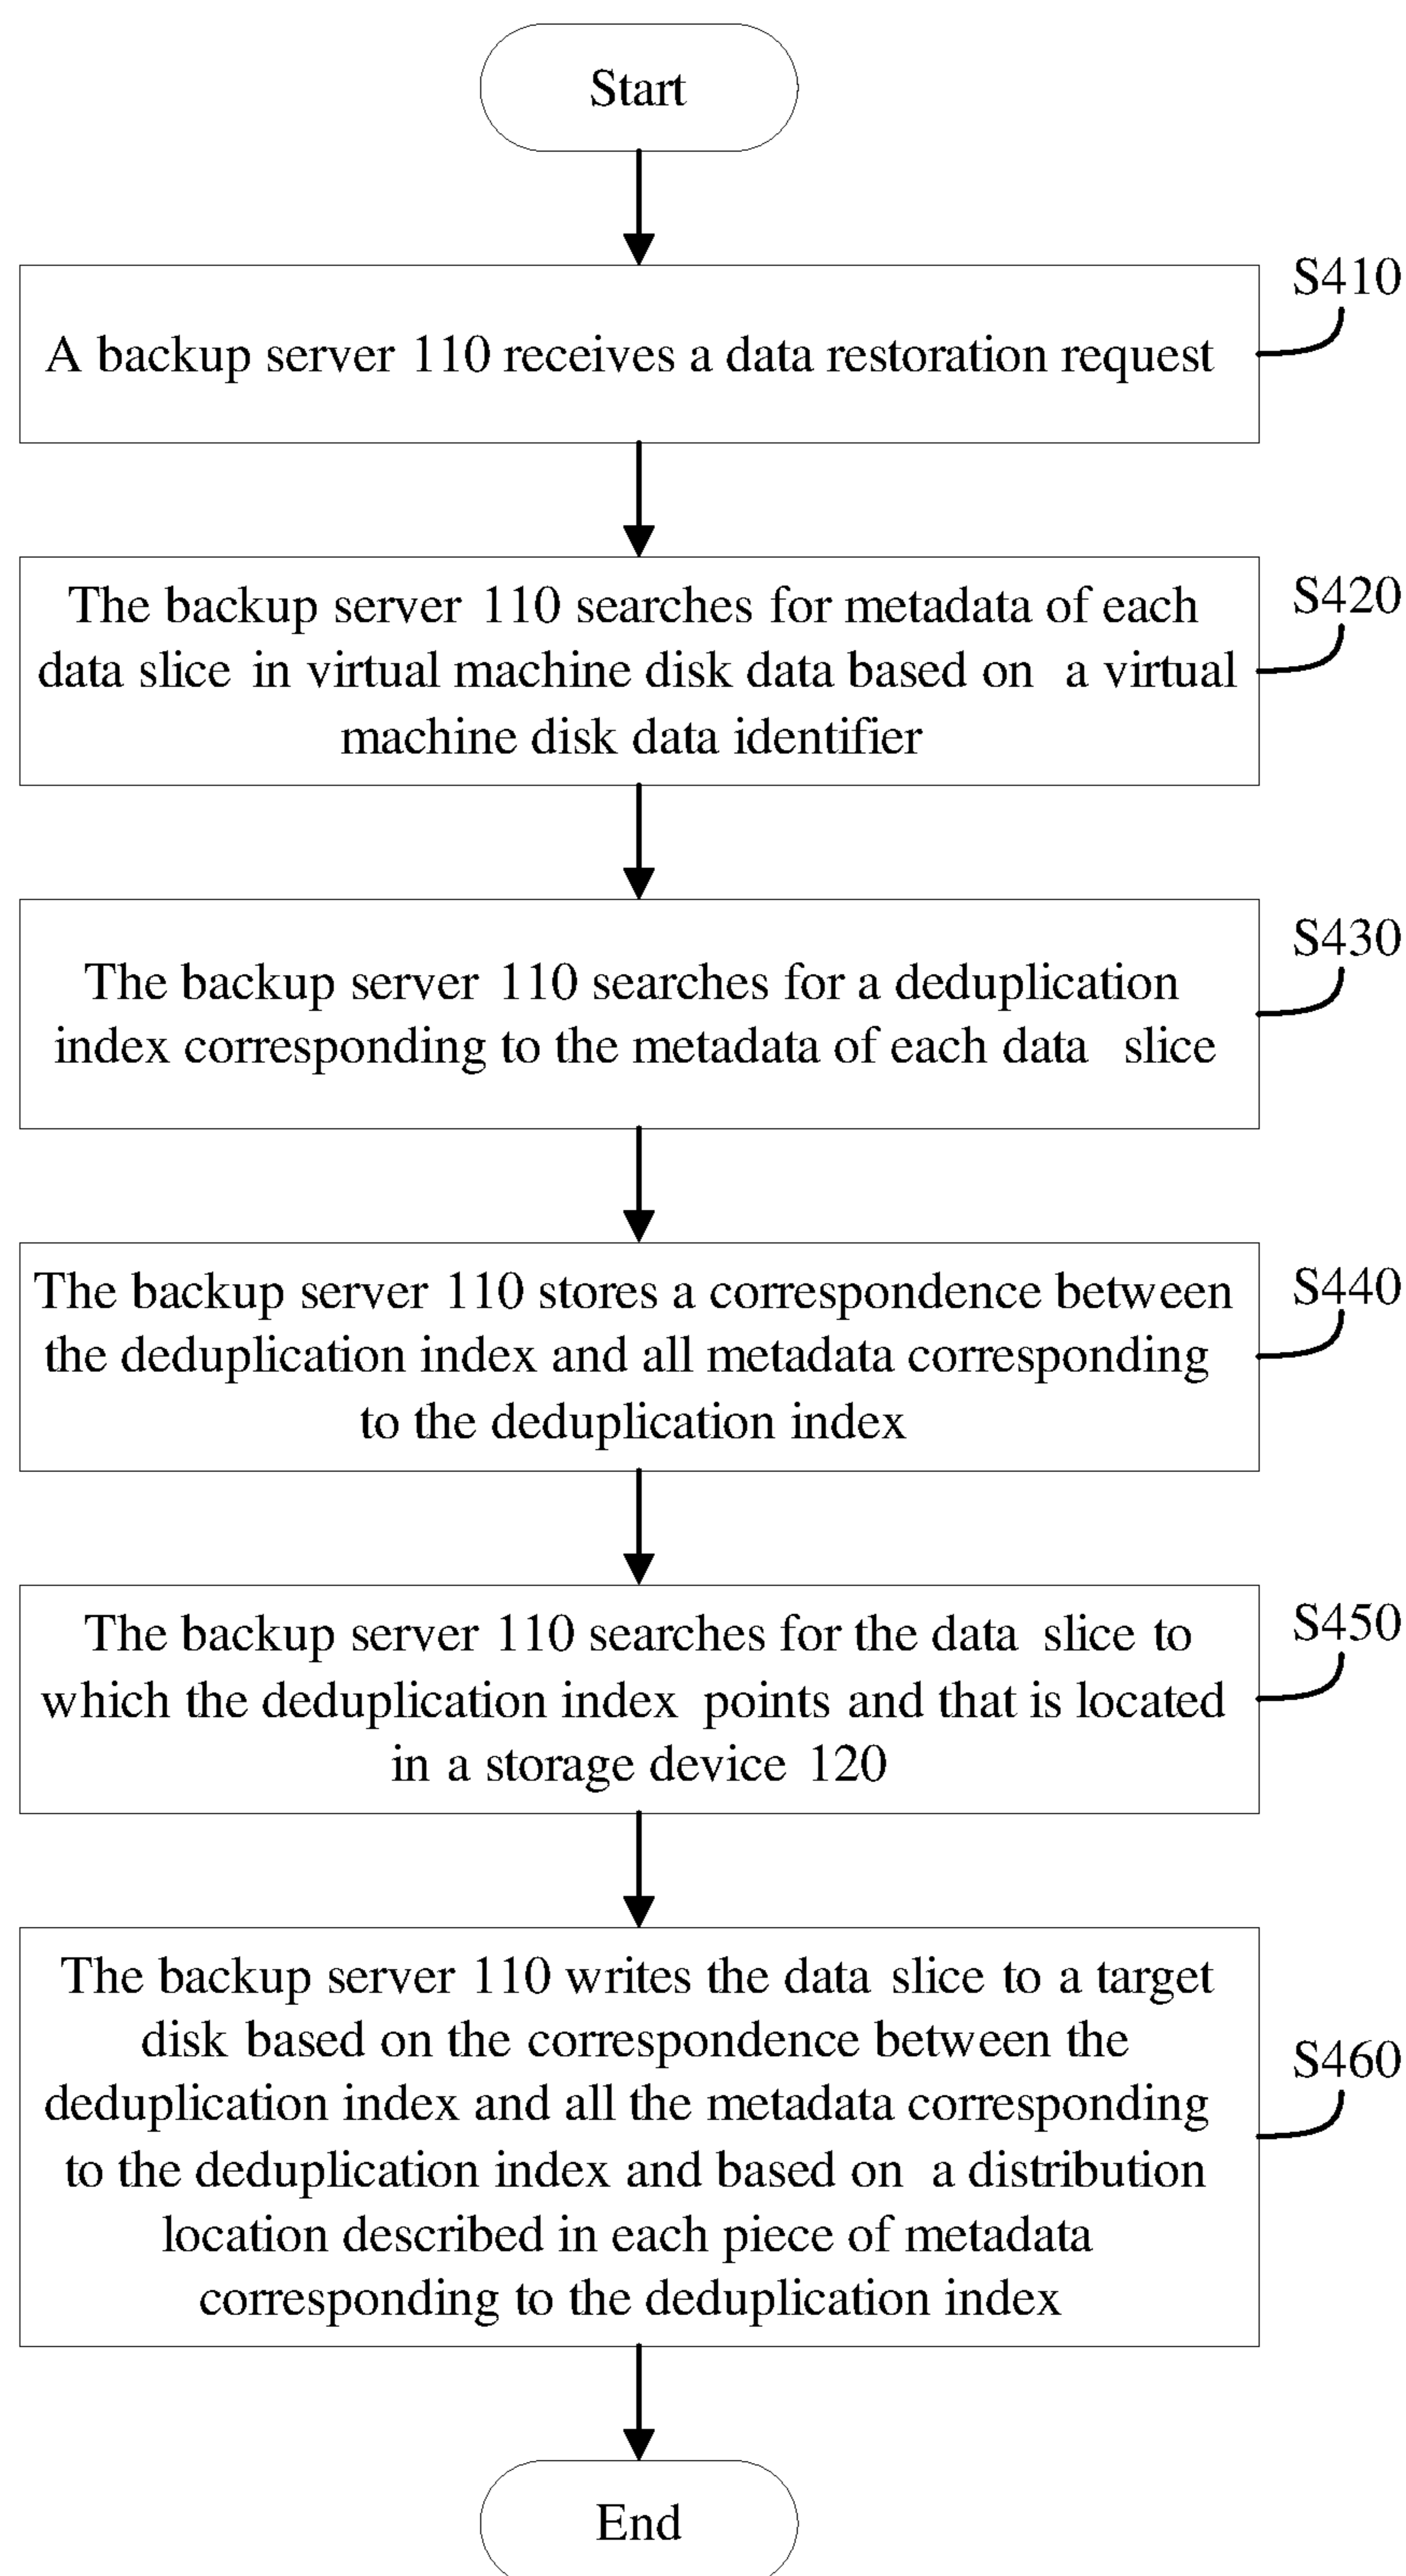 Start
S410
A backup server 110 receives a data restoration request
S420
The backup server 110 searches for metadata of each
data slice in virtual machine disk data based on a virtual
machine disk data identifier
S430
The backup server 110 searches for a deduplication
index corresponding to the metadata of each data slice
S440
The backup server 110 stores a correspondence between
the deduplication index and all metadata corresponding
to the deduplication index
S450
The backup server 110 searches for the data slice to
which the deduplication index points and that is located
in a storage device 120
The backup server 110 writes the data slice to a target
disk based on the correspondence between the
S460
deduplication index and all the metadata corresponding
to the deduplication index and based on a distribution
location described in each piece of metadata
corresponding to the deduplication index
End